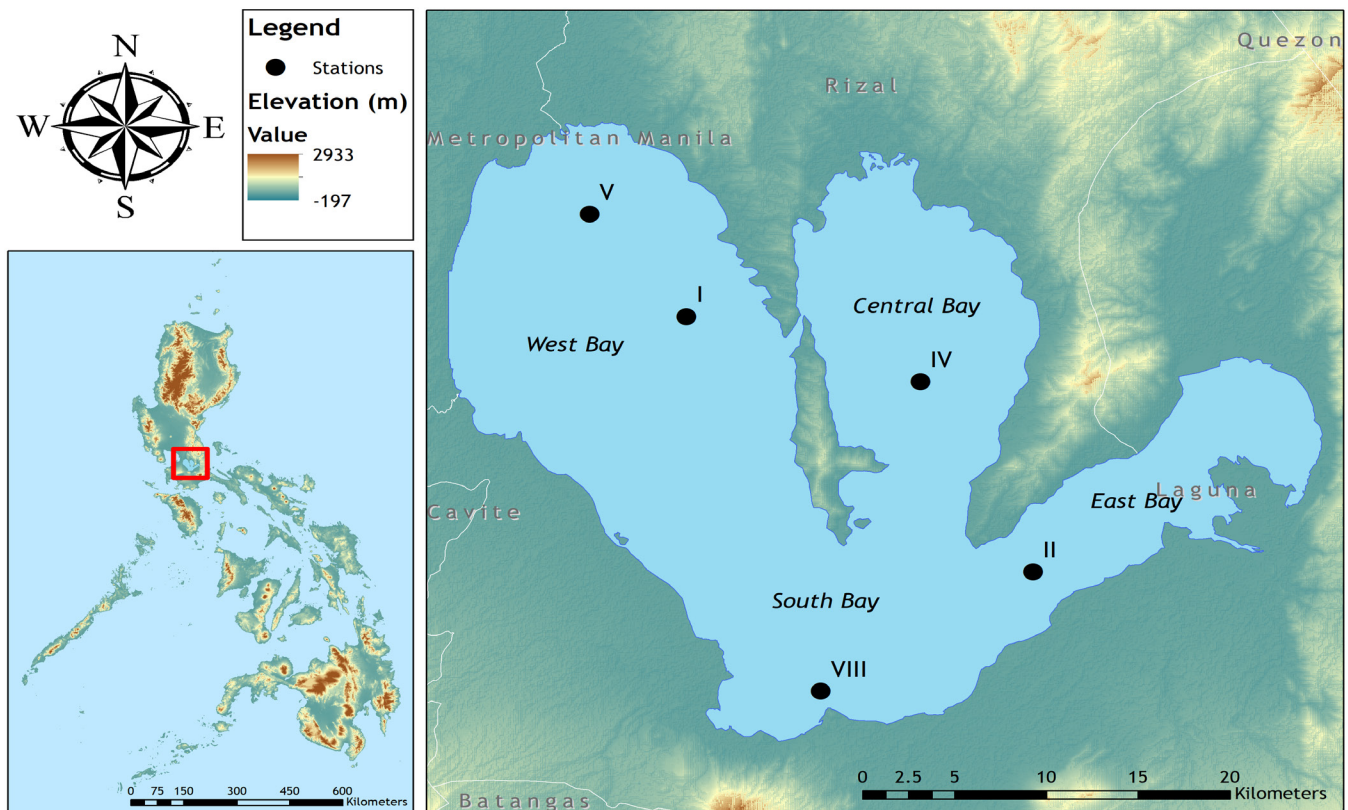 N
W
E
S
Legend
Stations
Elevation (m)
Value
2933
-197
0 75 150 300 450 600
Kilometers
Quezon
Rizal
Metropolitan Manila
V
I
Central Bay
West Bay
IV
Laguna
East Bay
Cavite
II
South Bay
VIII
0 2.5 5 10 15 20
Kilometers
Batangas